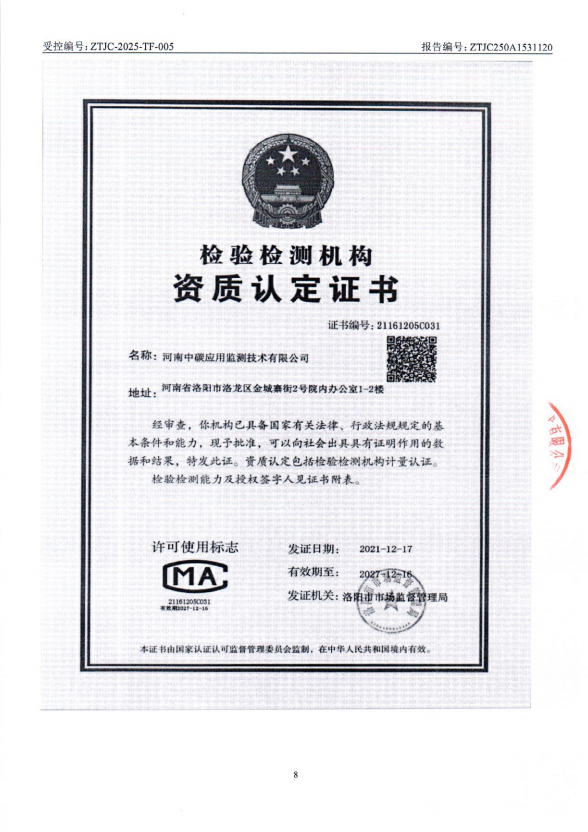 受控编号：ZTJC-2025-TF-005
报告编号：ZTJC250A1531120
检验检测机构
资质认定证书
证书编号：21161205C031
名称：河南中碳应用监测技术有限公司
地址：河南省洛阳市洛龙区金城寨街2号院内办公室1-2楼
经审查，你机构已具备国家有关法律、行政法规规定的基
本条件和能力，现予批准，可以向社会出具具有证明作用的数
据和结果，特发此证。资质认定包括检验检测机构计量认证。
检验检测能力及授权签字人见证书附表。
许可使用标志
MA
21161205C031
有效期2027-12-16
发证日期：2021-12-17
有效期至：2027-12-16
发证机关：洛阳市市场监督管理局
本证书由国家认证认可监督管理委员会监制，在中华人民共和国境内有效。
8